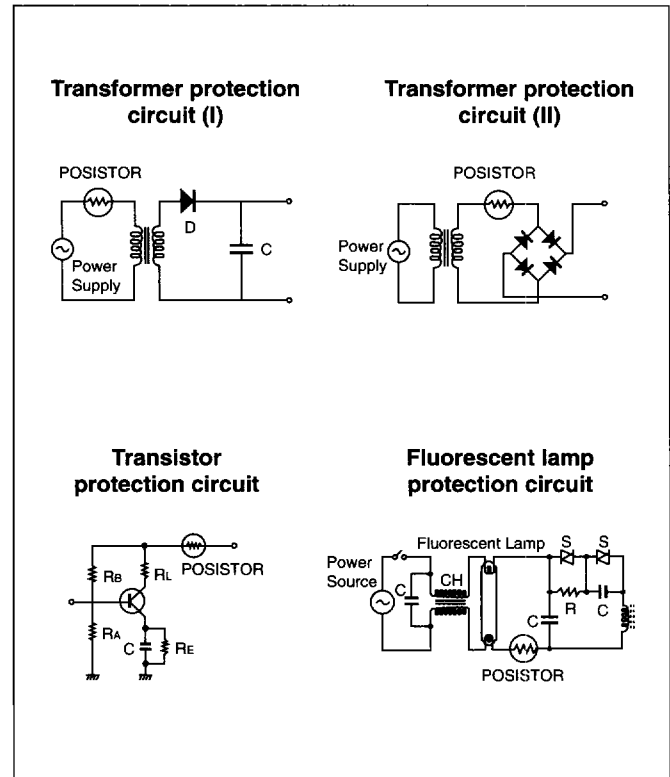 Transformer protection
circuit (I)
POSISTOR
D
C
Power
Supply
Transformer protection
circuit (II)
POSISTOR
Power
Supply
Transistor
protection circuit
RB
RL
POSISTOR
RA
C
RE
Fluorescent lamp
protection circuit
Power
Source
Fluorescent Lamp
S
S
C
CH
R
C
C
POSISTOR